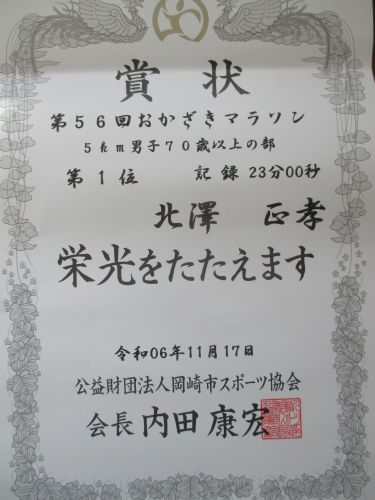 賞状
第５６回おかざきマラソン
５ｋｍ男子７０歳以上の部
第１位 記録 23分00秒
北澤 正孝
栄光をたたえます
令和06年11月17日
公益財団法人岡崎市スポーツ協会
会長 内田 康宏